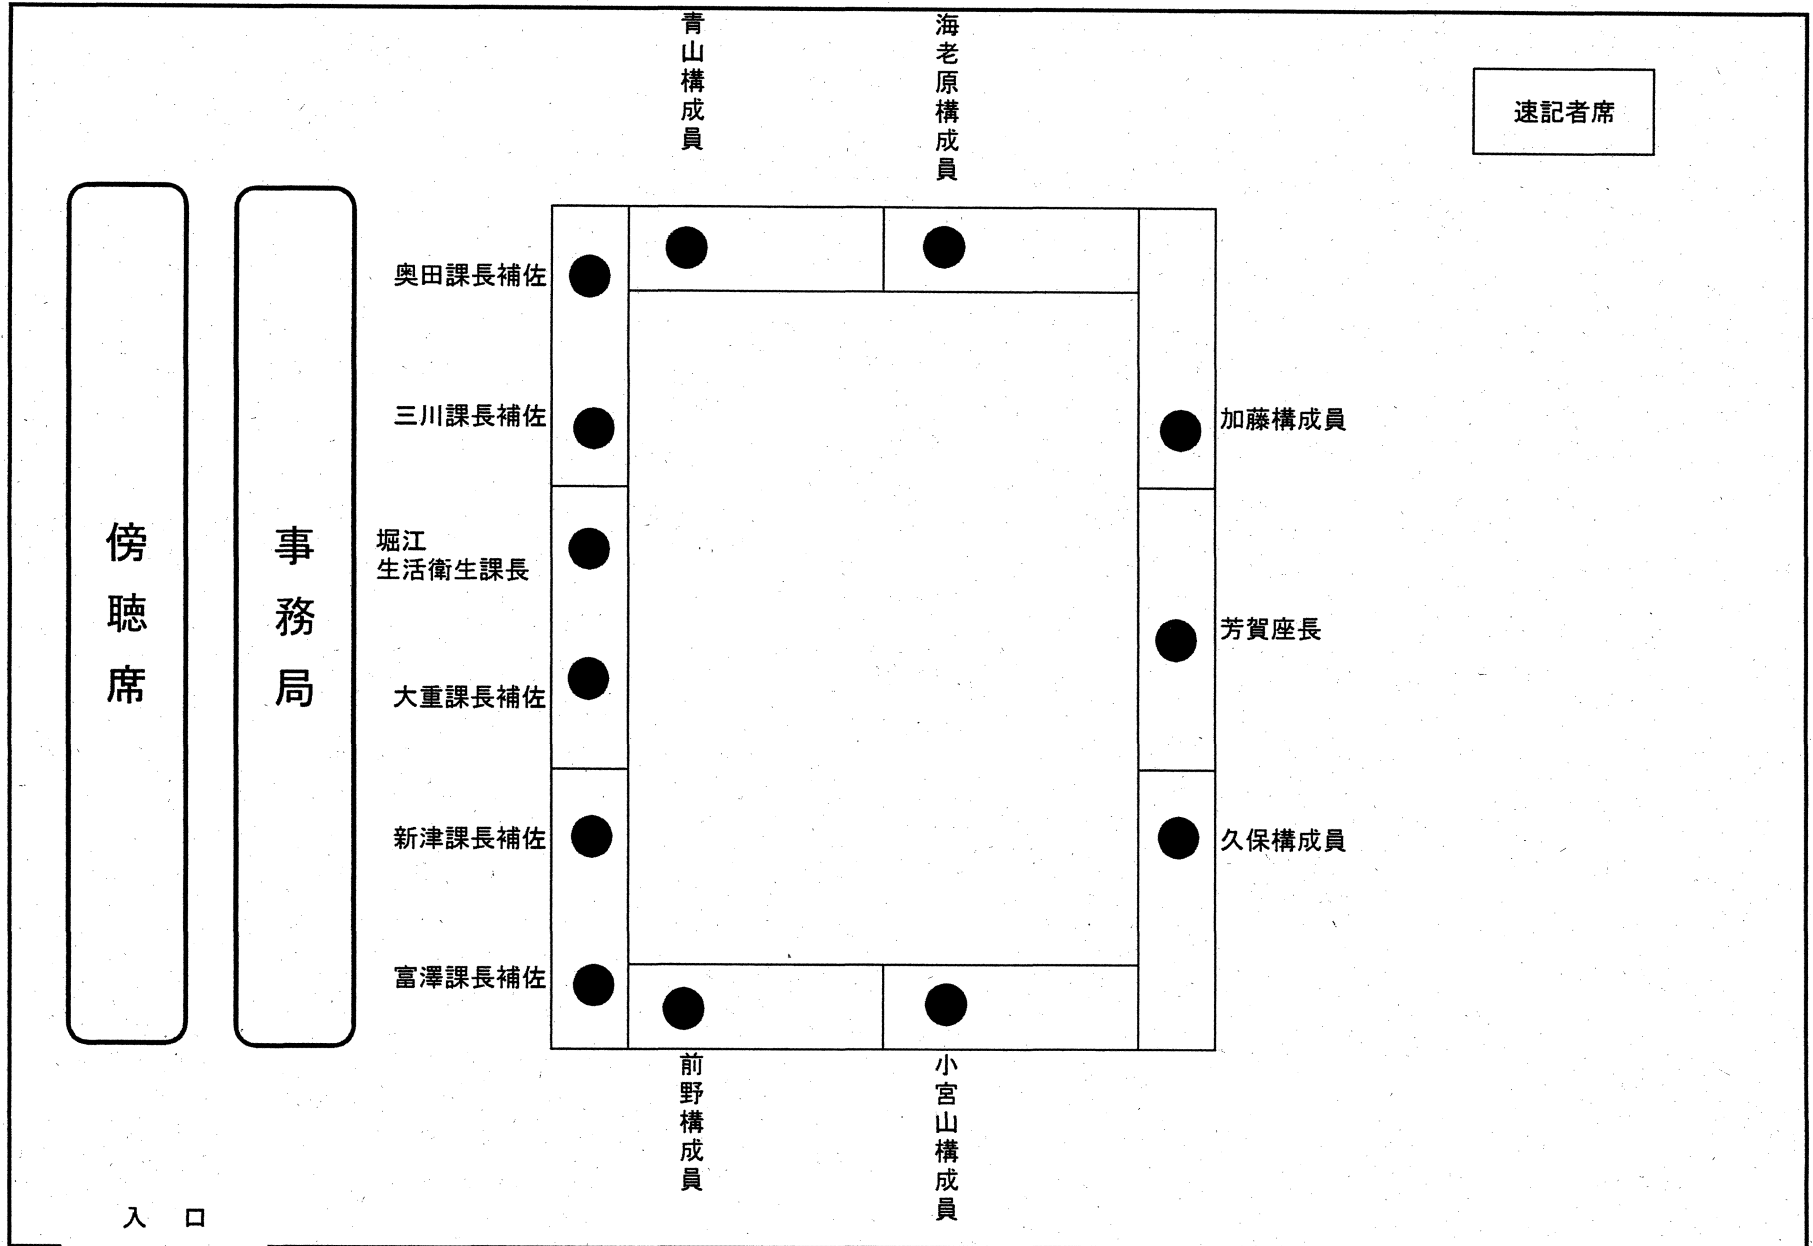 青山構成員
海老原構成員
速記者席
傍聴席
事務局
奥田課長補佐
三川課長補佐
堀江
生活衛生課長
大重課長補佐
新津課長補佐
富澤課長補佐
加藤構成員
芳賀座長
久保構成員
前野構成員
小宮山構成員
入口